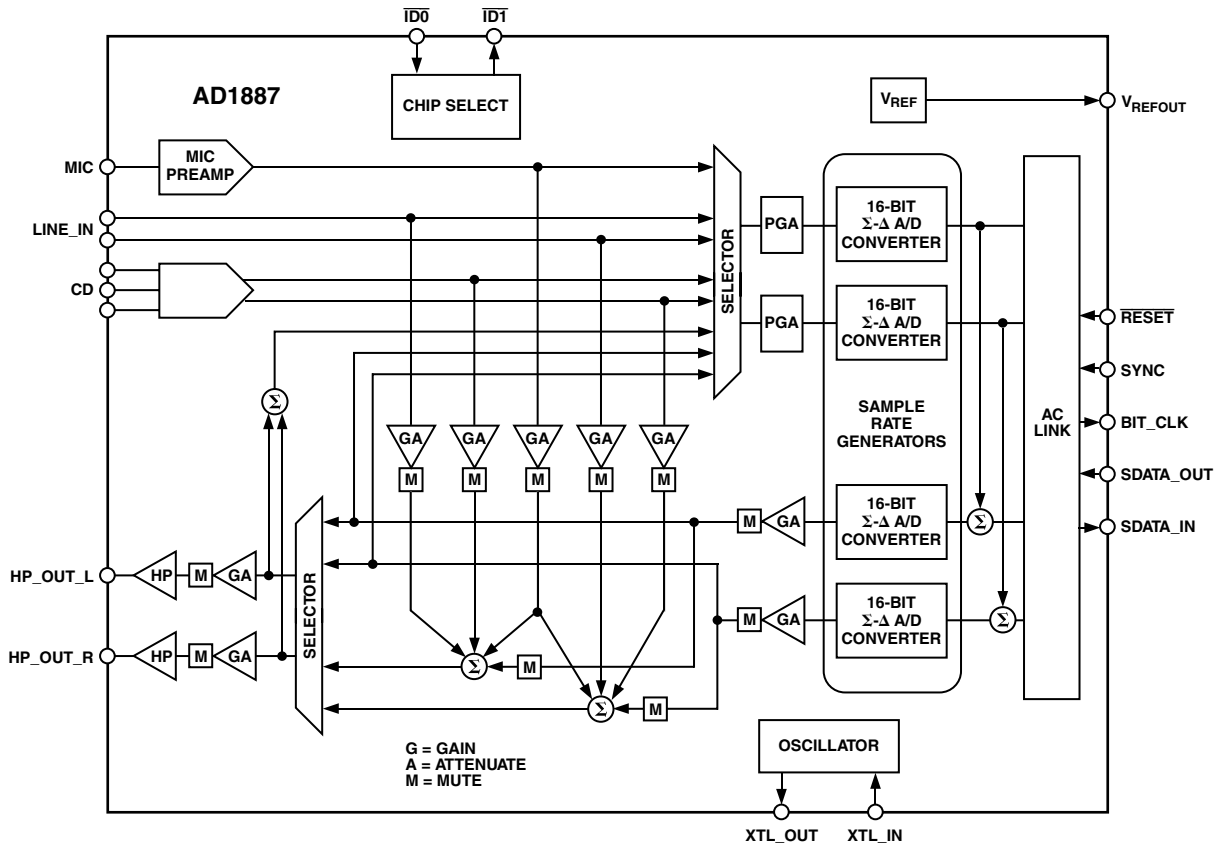 ID0 ID1
AD1887
CHIP SELECT
VREF
VREFOUT
MIC
MIC
PREAMP
LINE_IN
CD
SELECTOR
PGA
16-BIT
Σ-Δ A/D
CONVERTER
PGA
16-BIT
Σ-Δ A/D
CONVERTER
RESET
SYNC
AC
LINK
BIT_CLK
SDATA_OUT
SDATA_IN
SAMPLE
RATE
GENERATORS
Σ
GA GA GA GA GA
M M M M M
M GA
16-BIT
Σ-Δ A/D
CONVERTER
Σ
HP_OUT_L
HP M GA
SELECTOR
M GA
16-BIT
Σ-Δ A/D
CONVERTER
Σ
HP_OUT_R
HP M GA
Σ M
Σ M
G = GAIN
A = ATTENUATE
M = MUTE
OSCILLATOR
XTL_OUT XTL_IN